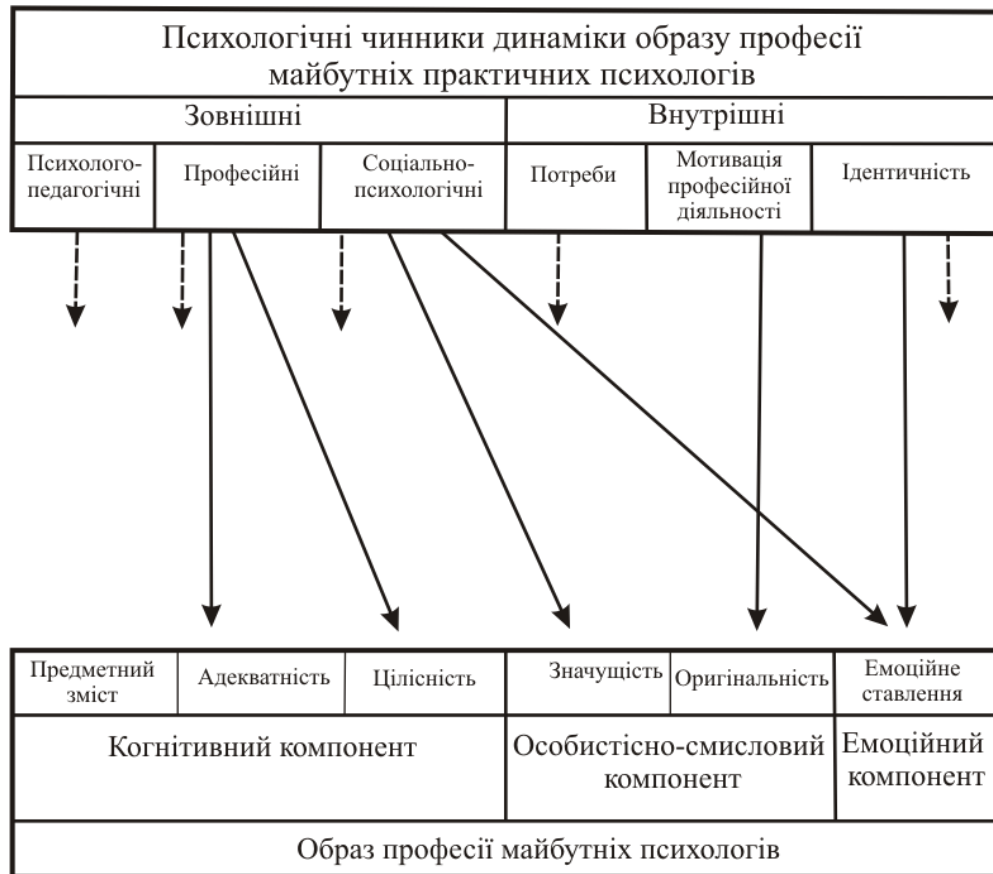 Психологічні чинники динаміки образу професії
майбутніх практичних психологів
Зовнішні
Внутрішні
Психолого-
педагогічні
Професійні
Соціально-
психологічні
Потреби
Мотивація
професійної
діяльності
Ідентичність
Предметний
зміст
Адекватність
Цілісність
Значущість
Оригінальність
Емоційне
ставлення
Когнітивний компонент
Особистісно-смисловий
компонент
Емоційний
компонент
Образ професії майбутніх психологів